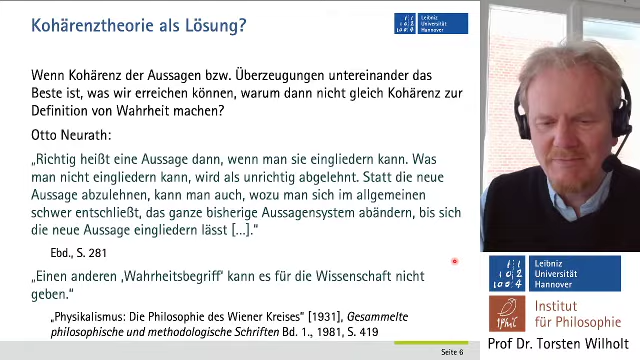 Kohärenztheorie als Lösung?
Leibniz
Universität
Hannover
Wenn Kohärenz der Aussagen bzw. Überzeugungen untereinander das
Beste ist, was wir erreichen können, warum dann nicht gleich Kohärenz zur
Definition von Wahrheit machen?
Otto Neurath:
„Richtig heißt eine Aussage dann, wenn man sie eingliedern kann. Was
man nicht eingliedern kann, wird als unrichtig abgelehnt. Statt die neue
Aussage abzulehnen, kann man auch, wozu man sich im allgemeinen
schwer entschließt, das ganze bisherige Aussagensystem abändern, bis sich
die neue Aussage eingliedern lässt [...].“
Ebd., S. 281
„Einen anderen ‚Wahrheitsbegriff‘ kann es für die Wissenschaft nicht
geben.“
„Physikalismus: Die Philosophie des Wiener Kreises“ [1931], Gesammelte
philosophische und methodologische Schriften Bd. 1., 1981, S. 419
Seite 6
Leibniz
Universität
Hannover
Institut
für Philosophie
Prof Dr. Torsten Wilholt